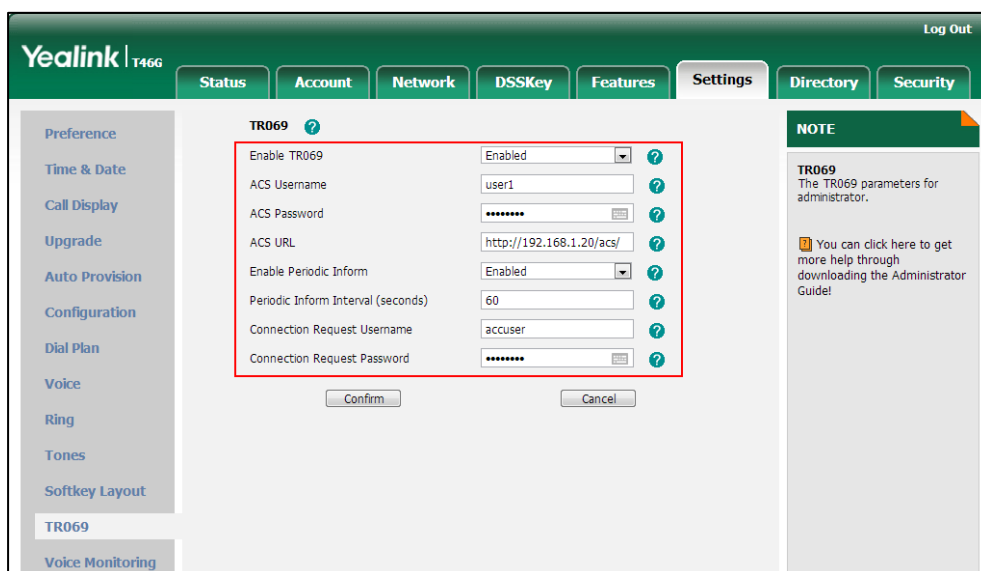 Log Out
Yealink T46G
Status Account Network DSSKey Features Settings Directory Security
Preference
Time & Date
Call Display
Upgrade
Auto Provision
Configuration
Dial Plan
Voice
Ring
Tones
Softkey Layout
TR069
Voice Monitoring
TR069 ?
Enable TR069 Enabled ?
ACS Username user1 ?
ACS Password •••••••• ?
ACS URL http://192.168.1.20/acs/ ?
Enable Periodic Inform Enabled ?
Periodic Inform Interval (seconds) 60 ?
Connection Request Username accuser ?
Connection Request Password •••••••• ?
Confirm Cancel
NOTE
TR069
The TR069 parameters for
administrator.
? You can click here to get
more help through
downloading the Administrator
Guide!